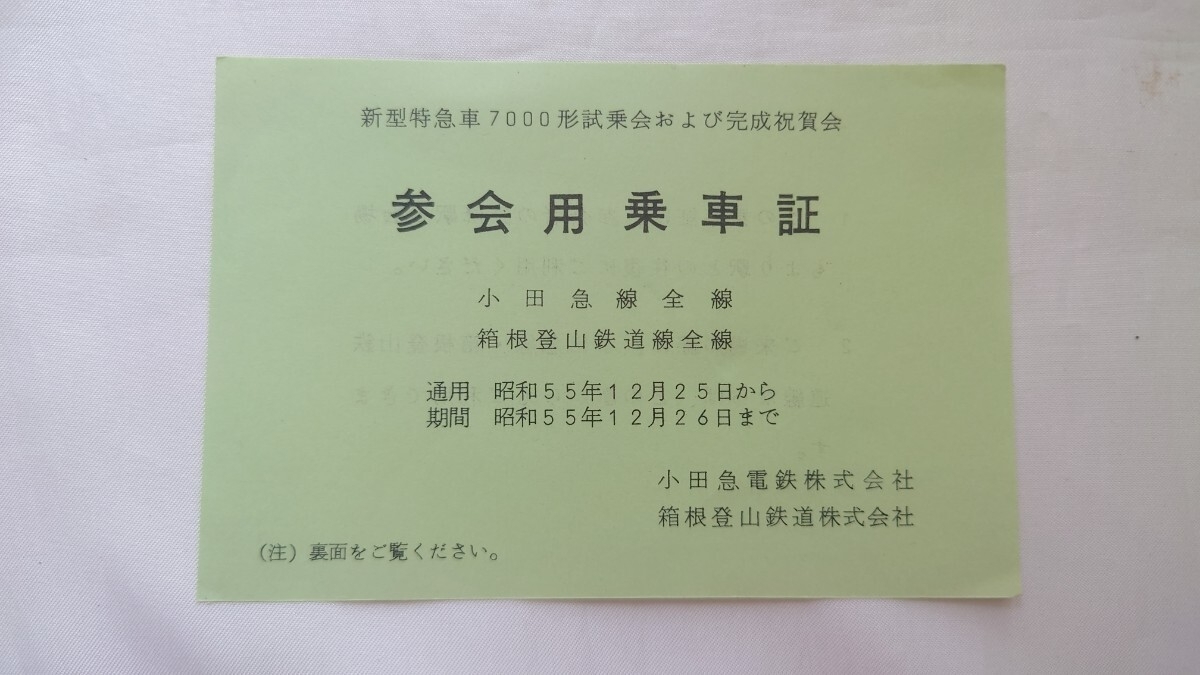 新型特急車7000形試乗会および完成祝賀会
参会用乗車証
小田急線全線
箱根登山鉄道線全線
通用　昭和55年12月25日から
期間　昭和55年12月26日まで
小田急電鉄株式会社
箱根登山鉄道株式会社
（注）裏面をご覧ください。